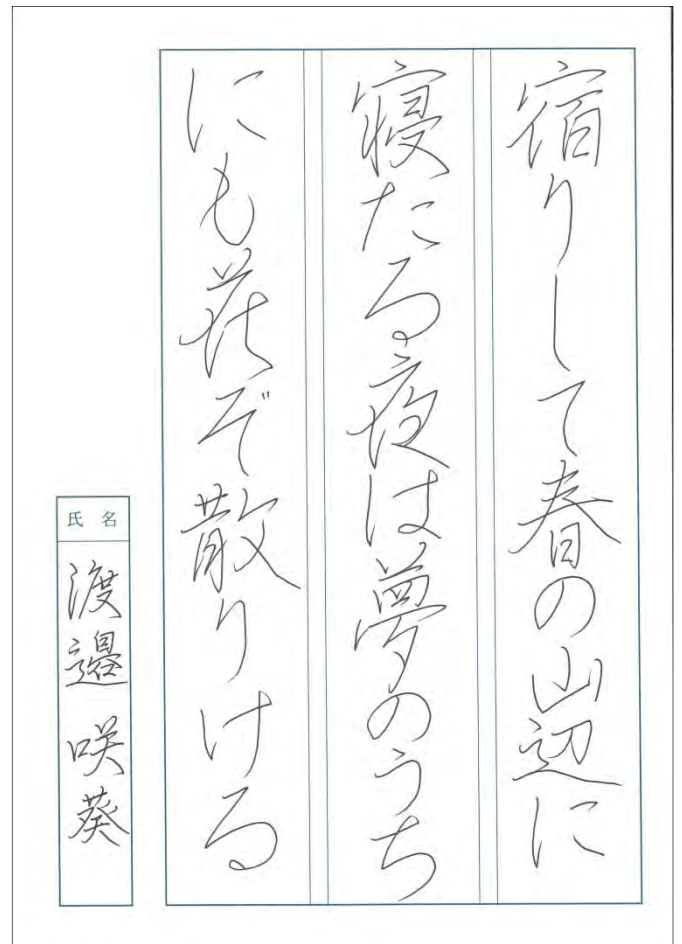 宿りして春の山辺に
寝たる夜は夢のうち
にも花ぞ散りける
氏名
渡邉 咲葵